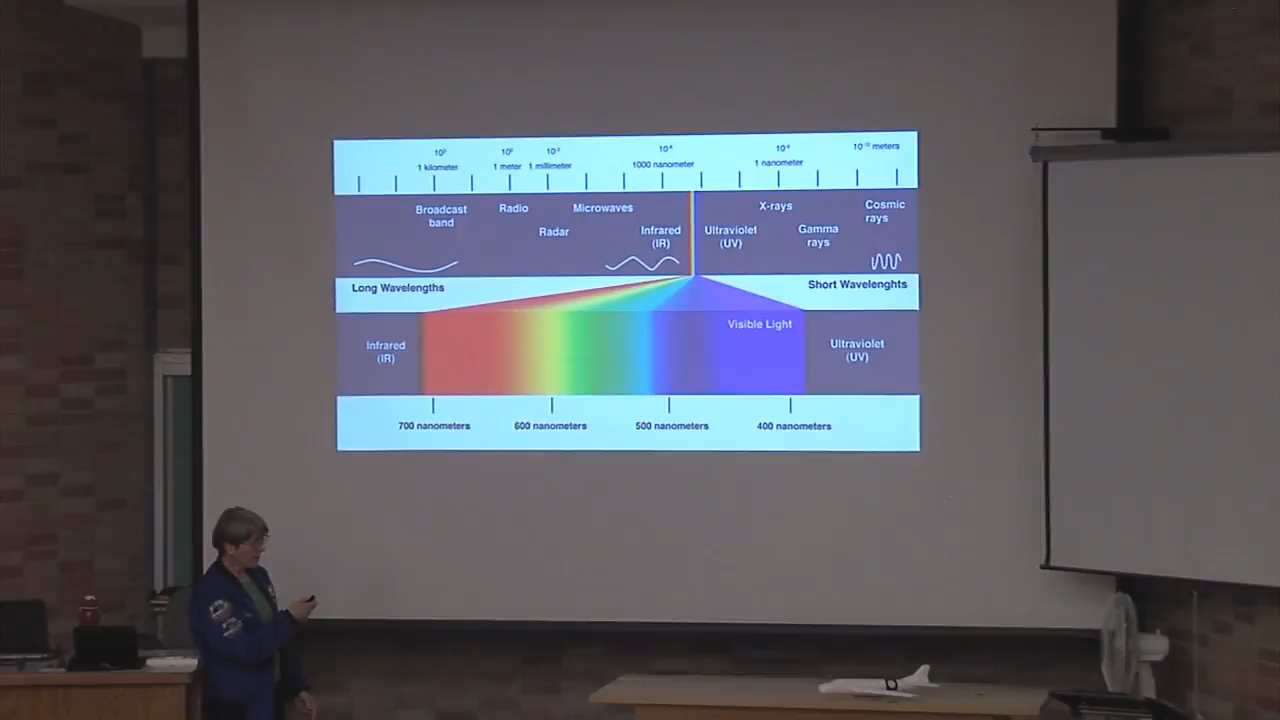 10³ 10⁰ 10⁻³ 10⁻⁶ 10⁻⁹ 10⁻¹² meters
1 kilometer 1 meter 1 millimeter 1000 nanometer 1 nanometer
Broadcast
band
Radio
Radar
Microwaves
Infrared
(IR)
Ultraviolet
(UV)
X-rays
Gamma
rays
Cosmic
rays
Long Wavelengths
Short Wavelenghts
Visible Light
Infrared
(IR)
Ultraviolet
(UV)
700 nanometers 600 nanometers 500 nanometers 400 nanometers